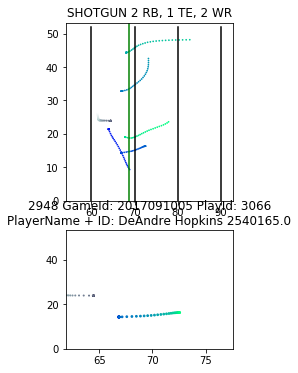 SHOTGUN 2 RB, 1 TE, 2 WR
50
40
30
20
10
0
60 70 80 90
2948 GameId: 2017091005 PlayId: 3066
PlayerName + ID: DeAndre Hopkins 2540165.0
40
20
0
65 70 75